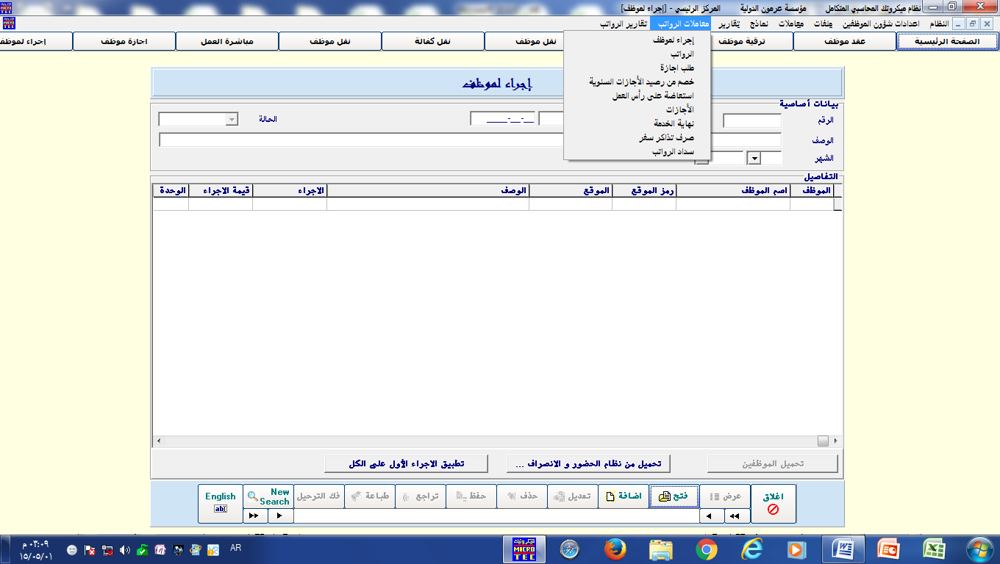 نظام ميكروتك المحاسبي المتكامل مؤسسة عرمون الدولية المركز الرئيسي - [إجراء لموظف]
النظام اعدادات شؤون الموظفين ملفات معاملات نماذج تقارير معاملات الرواتب تقارير الرواتب
الصفحة الرئيسية عقد موظف ترقية موظف نقل موظف نقل كفالة نقل موظف مباشرة العمل اجازة موظف إجراء لموظف
إجراء لموظف
الرواتب
طلب اجازة
خصم من رصيد الأجازات السنوية
استعاضة على رأس العمل
الأجازات
نهاية الخدمة
صرف تذاكر سفر
سداد الرواتب
إجراء لموظف
بيانات أساسية
الرقم __-__-____ الحالة
الوصف
الشهر
التفاصيل
الموظف اسم الموظف رمز الموقع الموقع الوصف الاجراء قيمة الاجراء الوحدة
تحميل الموظفين تحميل من نظام الحضور و الانصراف ... تطبيق الاجراء الأول على الكل
اغلاق عرض فتح اضافة تعديل حذف حفظ تراجع طباعة فك الترحيل New Search English
ab
ميكروتك
MICRO
TEC
AR
٠٣:٠٩ م
١٥/٠٥/٠١